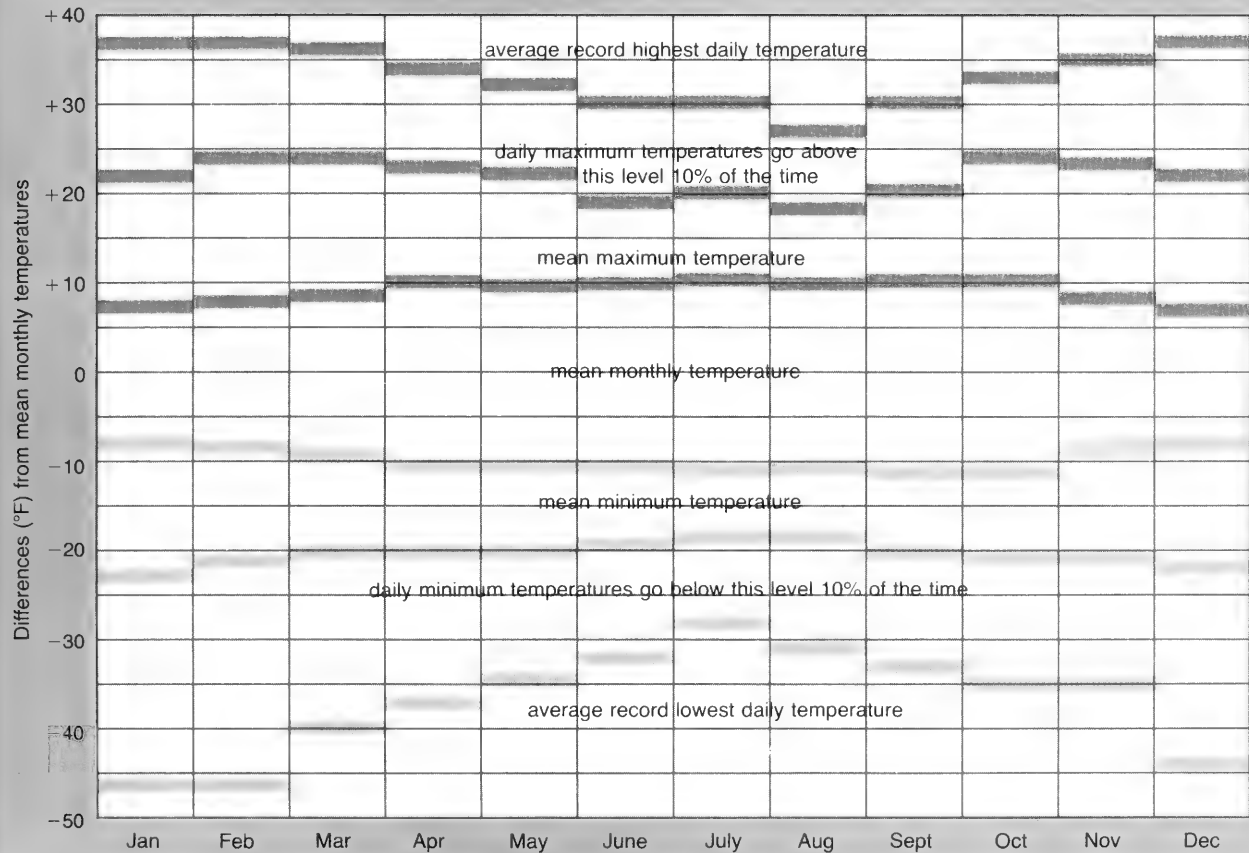 Differences (°F) from mean monthly temperatures
+40
+30
+20
+10
0
−10
−20
−30
−40
−50
average record highest daily temperature
daily maximum temperatures go above
this level 10% of the time
mean maximum temperature
mean monthly temperature
mean minimum temperature
daily minimum temperatures go below this level 10% of the time
average record lowest daily temperature
Jan Feb Mar Apr May June July Aug Sept Oct Nov Dec